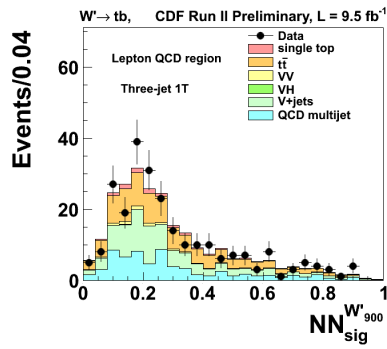 W'→ tb, CDF Run II Preliminary, L = 9.5 fb⁻¹
Events/0.04
Lepton QCD region
Three-jet 1T
Data
single top
tt̄
VV
VH
V+jets
QCD multijet
60
40
20
0
0 0.2 0.4 0.6 0.8 1
NN_sig^W'900